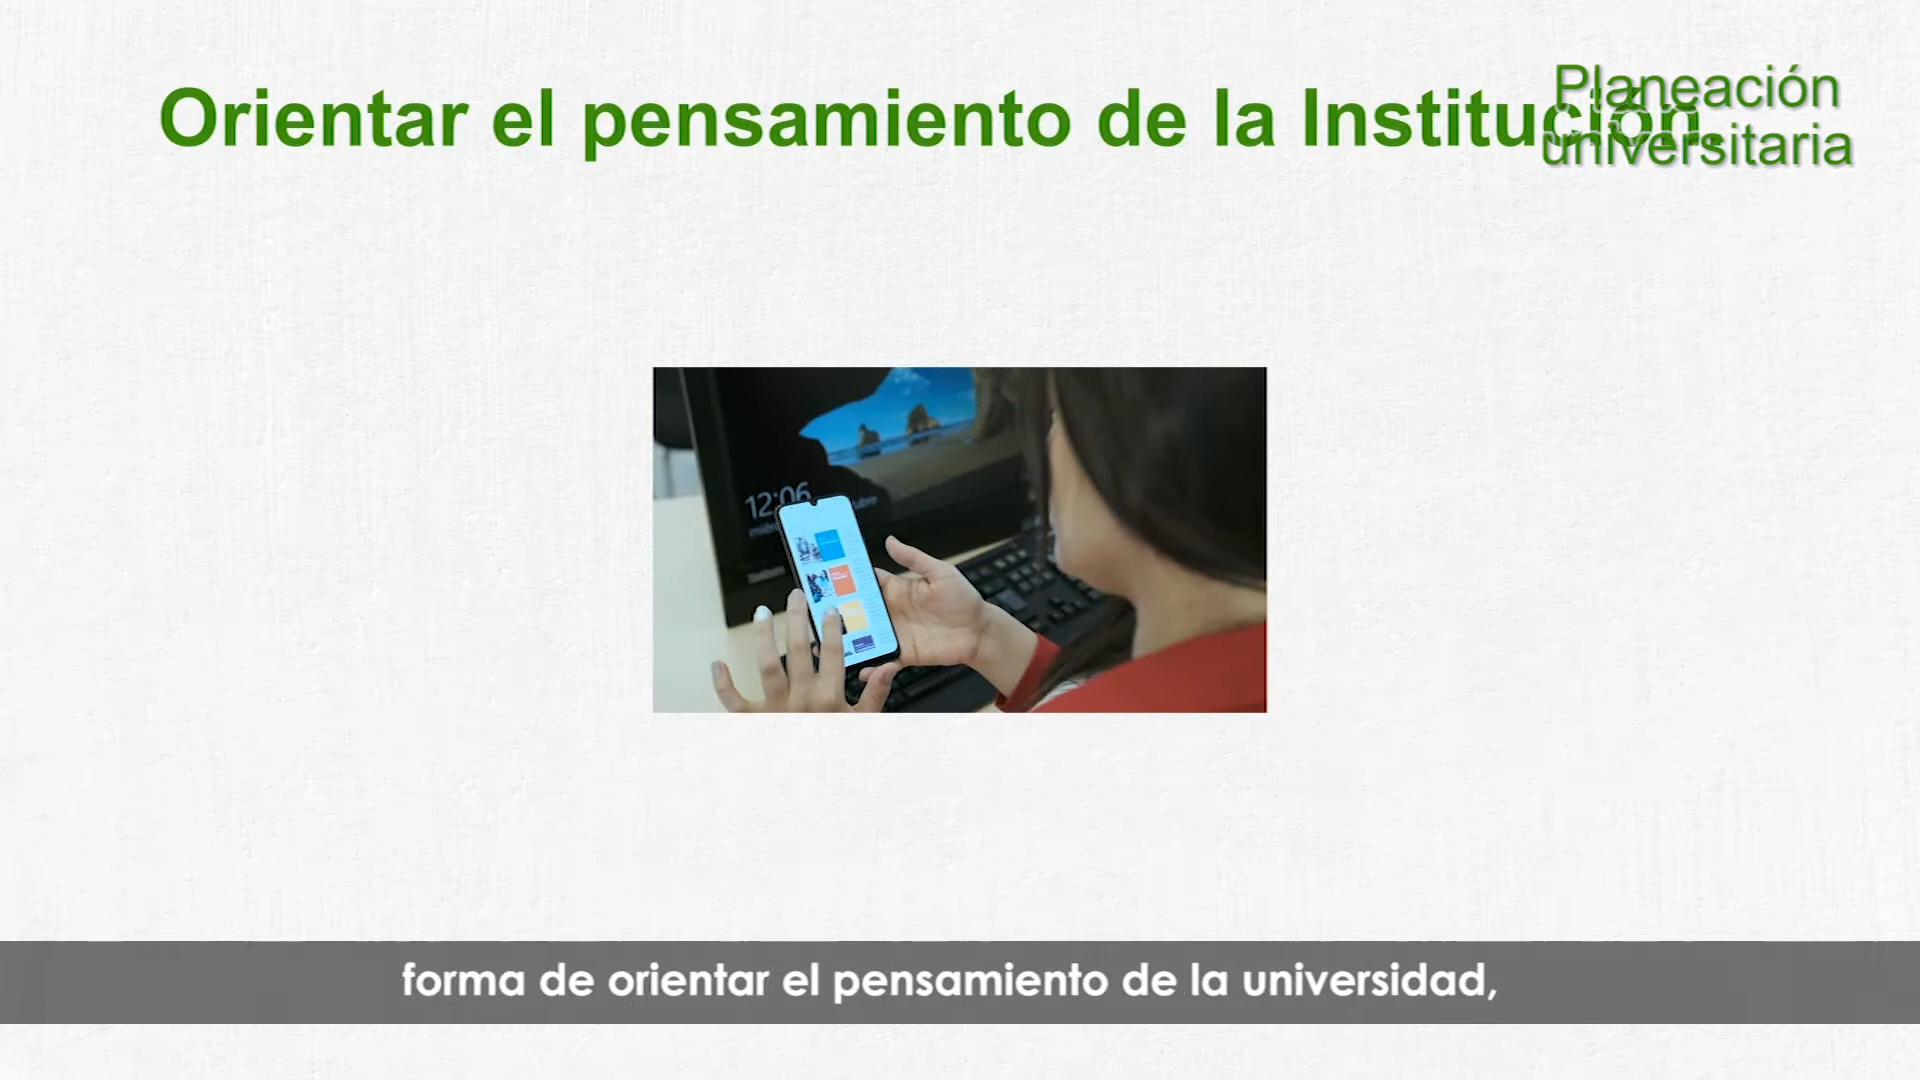 Orientar el pensamiento de la Institución.
Planeación
universitaria
12:06
forma de orientar el pensamiento de la universidad,